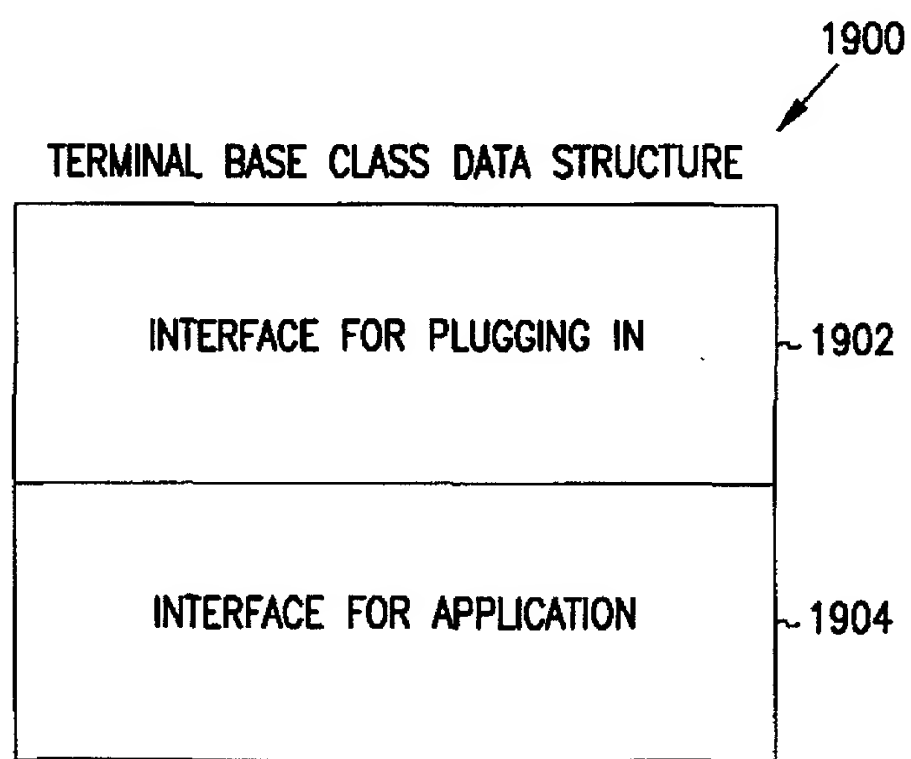 1900
TERMINAL BASE CLASS DATA STRUCTURE
INTERFACE FOR PLUGGING IN
1902
INTERFACE FOR APPLICATION
1904